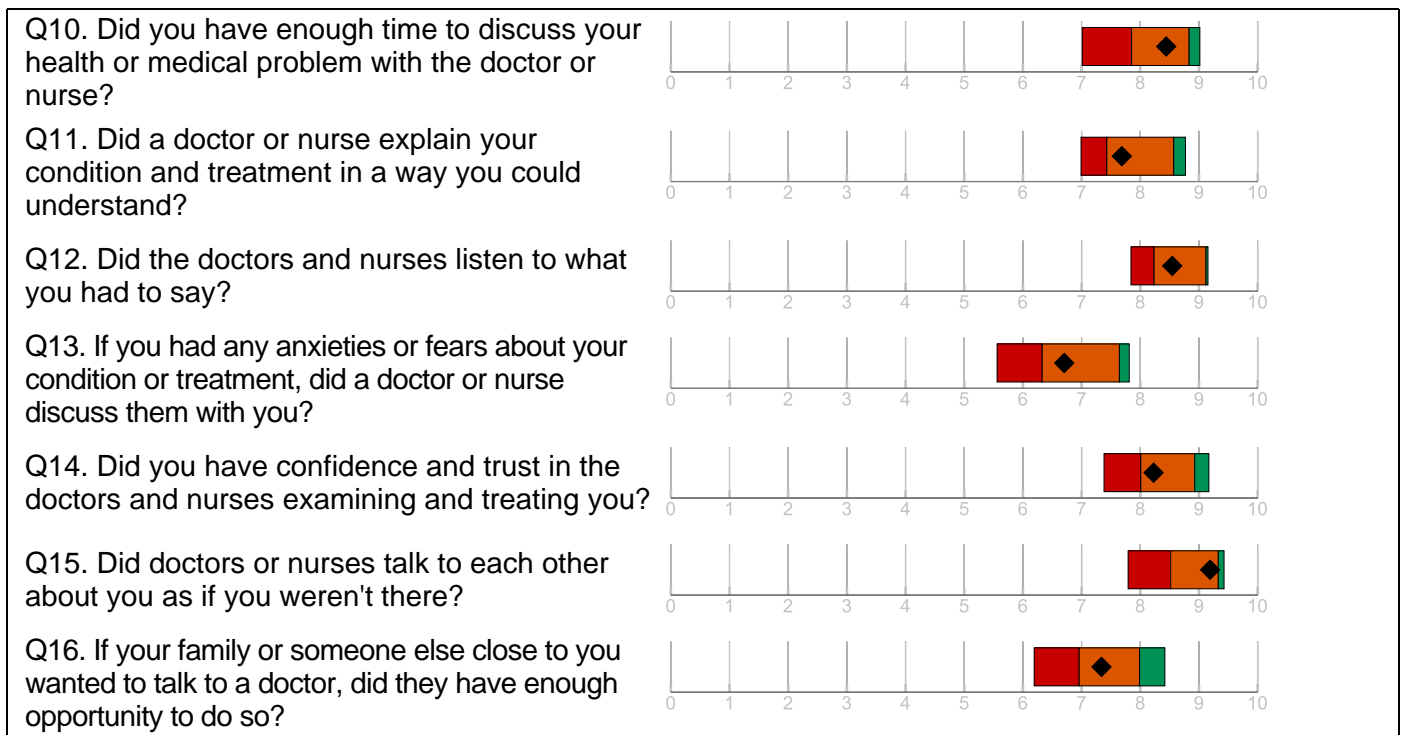 Q10. Did you have enough time to discuss your
health or medical problem with the doctor or
nurse?
0 1 2 3 4 5 6 7 8 9 10
Q11. Did a doctor or nurse explain your
condition and treatment in a way you could
understand?
0 1 2 3 4 5 6 7 8 9 10
Q12. Did the doctors and nurses listen to what
you had to say?
0 1 2 3 4 5 6 7 8 9 10
Q13. If you had any anxieties or fears about your
condition or treatment, did a doctor or nurse
discuss them with you?
0 1 2 3 4 5 6 7 8 9 10
Q14. Did you have confidence and trust in the
doctors and nurses examining and treating you?
0 1 2 3 4 5 6 7 8 9 10
Q15. Did doctors or nurses talk to each other
about you as if you weren't there?
0 1 2 3 4 5 6 7 8 9 10
Q16. If your family or someone else close to you
wanted to talk to a doctor, did they have enough
opportunity to do so?
0 1 2 3 4 5 6 7 8 9 10